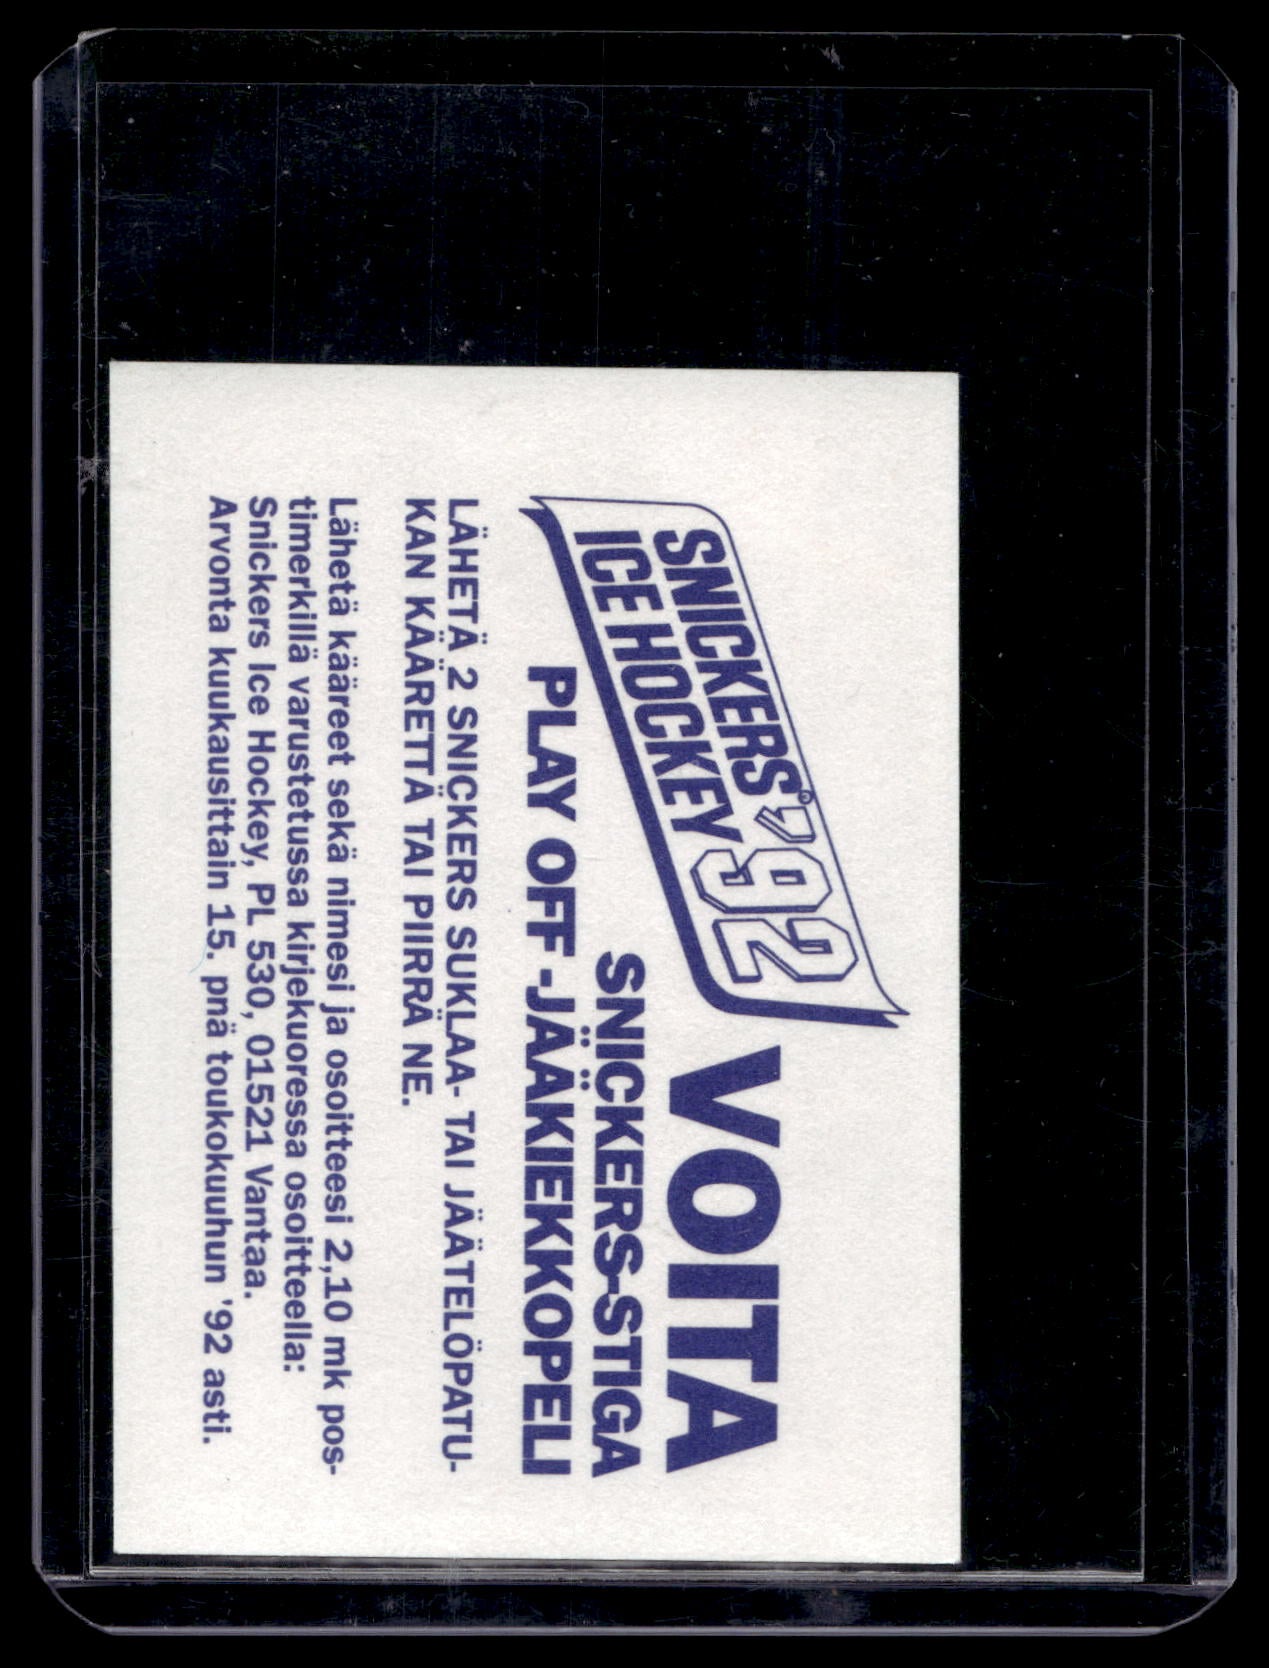 SNICKERS®
ICE HOCKEY '92
VOITA
SNICKERS-STIGA
PLAY OFF -JÄÄKIEKKOPELI
LÄHETÄ 2 SNICKERS SUKLAA- TAI JÄÄTELÖPATU-
KAN KÄÄRETTÄ TAI PIIRRÄ NE.
Lähetä kääreet sekä nimesi ja osoitteesi 2,10 mk pos-
timerkillä varustetussa kirjekuoressa osoitteella:
Snickers Ice Hockey, PL 530, 01521 Vantaa.
Arvonta kuukausittain 15. pnä toukokuuhun '92 asti.